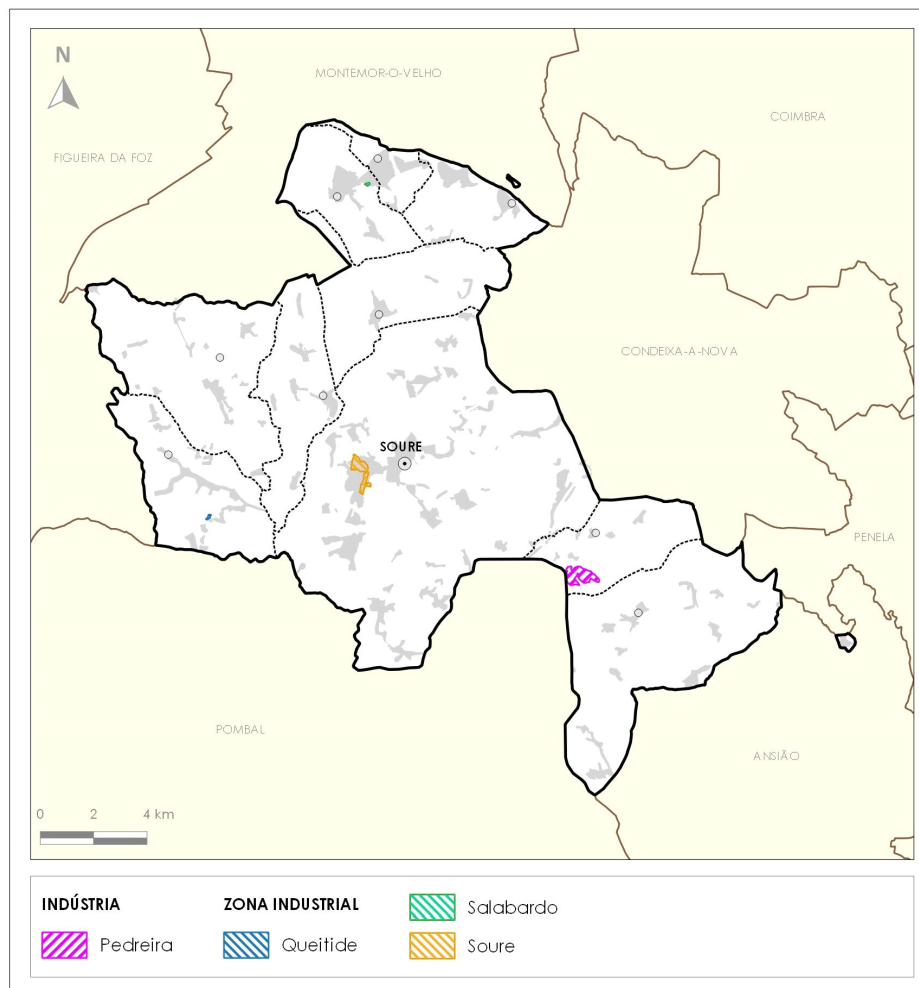 N
MONTEMOR-O-VELHO
COIMBRA
FIGUEIRA DA FOZ
CONDEIXA-A-NOVA
SOURE
PENELA
POMBAL
ANSIÃO
0 2 4 km
INDÚSTRIA
Pedreira
ZONA INDUSTRIAL
Queitide
Salabardo
Soure